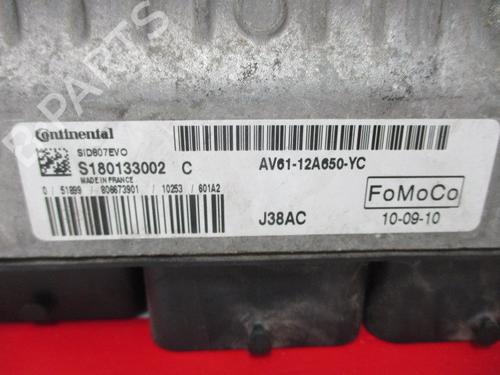 B-PARTS
Continental
SID807EVO
S180133002 C
MADE IN FRANCE
0 / 51899 / 806673901 / 10253 / 601A2
AV61-12A650-YC
FoMoCo
J38AC
10-09-10